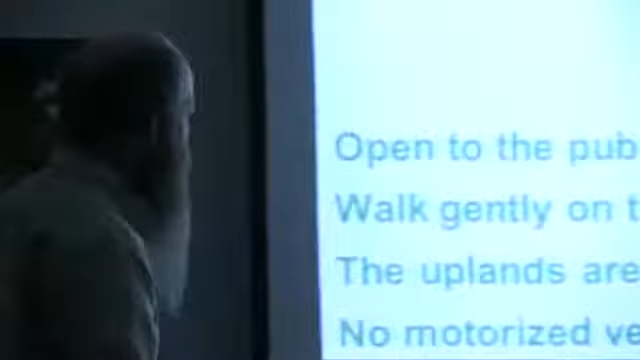 Open to the pub
Walk gently on t
The uplands are
No motorized ve